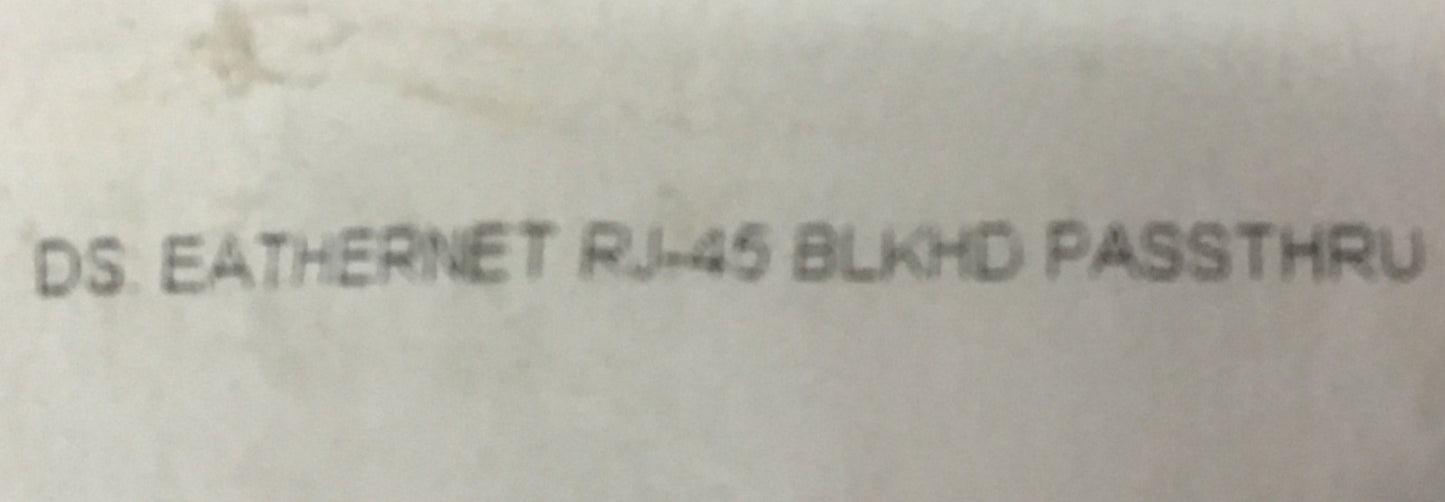 DS. EATHERNET RJ-45 BLKHD PASSTHRU